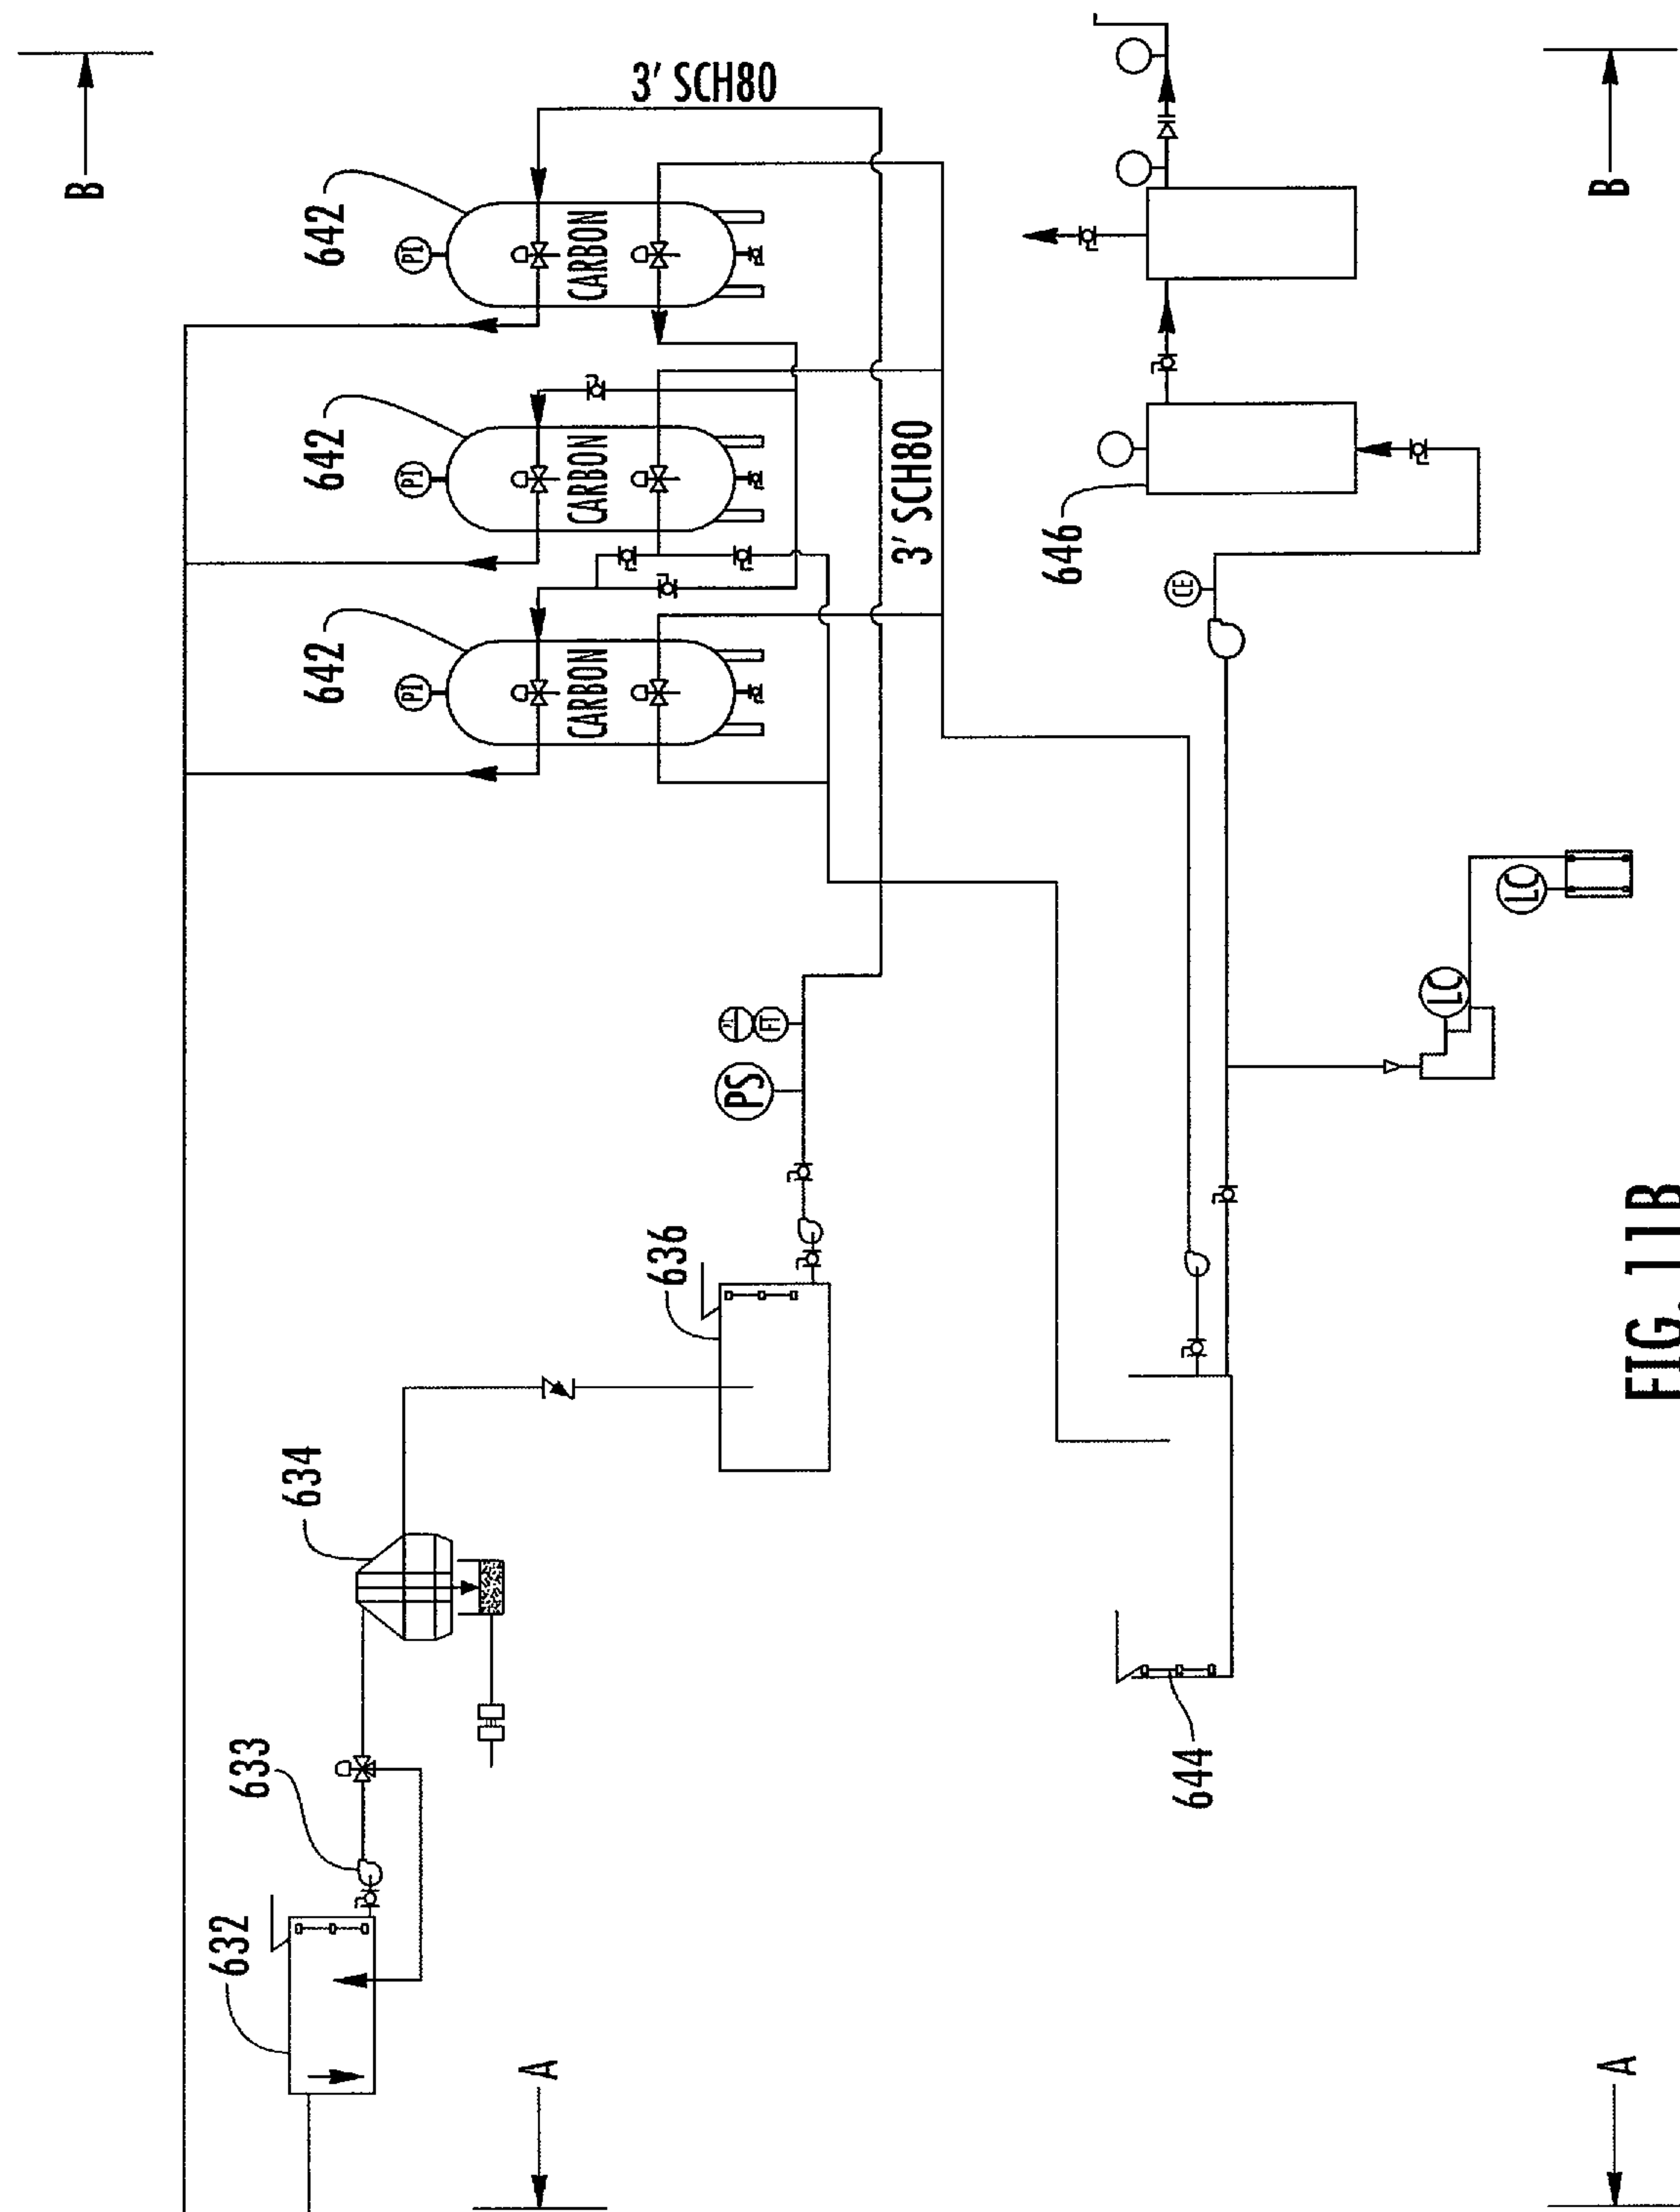 B
3' SCH80
B
642
PI
CARBON
642
PI
CARBON
3' SCH80
646
CE
642
PI
CARBON
LC
LC
PS
636
634
633
632
644
FIG. 11B
A
A